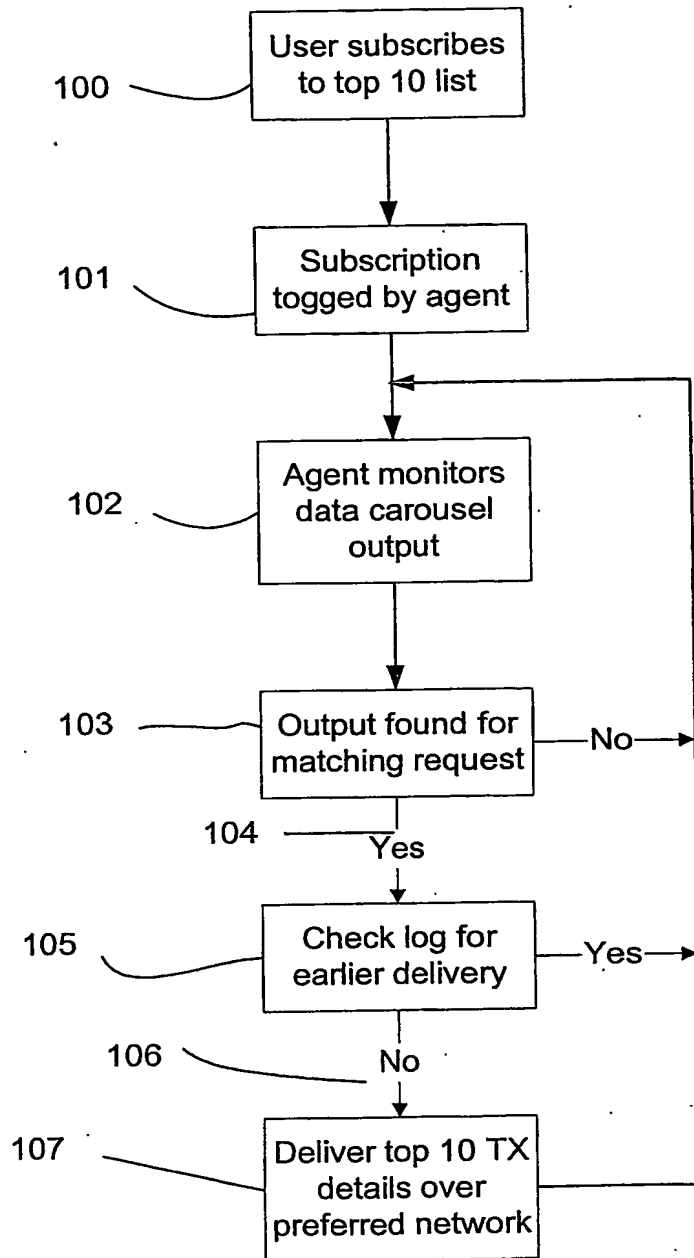 100
User subscribes
to top 10 list
101
Subscription
togged by agent
102
Agent monitors
data carousel
output
103
Output found for
matching request
No
104
Yes
105
Check log for
earlier delivery
Yes
106
No
107
Deliver top 10 TX
details over
preferred network